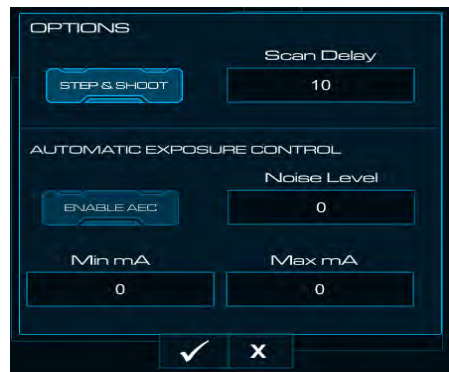 OPTIONS
Scan Delay
STEP & SHOOT
10
AUTOMATIC EXPOSURE CONTROL
Noise Level
ENABLE AEC
0
Min mA
Max mA
0
0
X